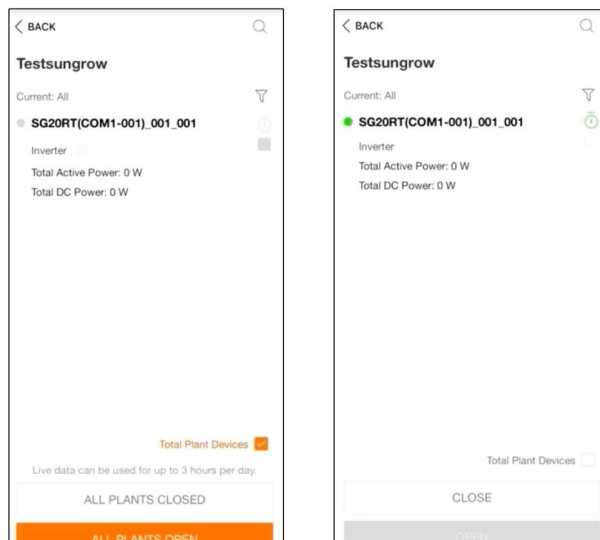 BACK
Testsungrow
Current: All
SG20RT(COM1-001)_001_001
Inverter
Total Active Power: 0 W
Total DC Power: 0 W
Total Plant Devices
Live data can be used for up to 3 hours per day.
ALL PLANTS CLOSED
ALL PLANTS OPEN
BACK
Testsungrow
Current: All
SG20RT(COM1-001)_001_001
Inverter
Total Active Power: 0 W
Total DC Power: 0 W
Total Plant Devices
CLOSE
OPEN